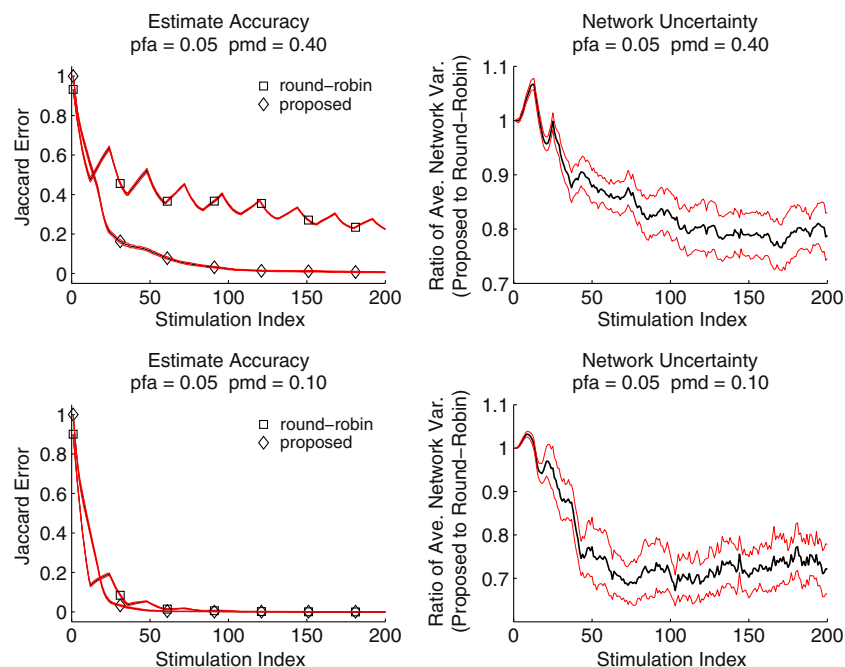 Estimate Accuracy
pfa = 0.05  pmd = 0.40
Jaccard Error
1
0.8
0.6
0.4
0.2
0
round−robin
proposed
0
50
100
150
200
Stimulation Index
Network Uncertainty
pfa = 0.05  pmd = 0.40
Ratio of Ave. Network Var.
(Proposed to Round−Robin)
1.1
1
0.9
0.8
0.7
0
50
100
150
200
Stimulation Index
Estimate Accuracy
pfa = 0.05  pmd = 0.10
Jaccard Error
1
0.8
0.6
0.4
0.2
0
round−robin
proposed
0
50
100
150
200
Stimulation Index
Network Uncertainty
pfa = 0.05  pmd = 0.10
Ratio of Ave. Network Var.
(Proposed to Round−Robin)
1.1
1
0.9
0.8
0.7
0
50
100
150
200
Stimulation Index